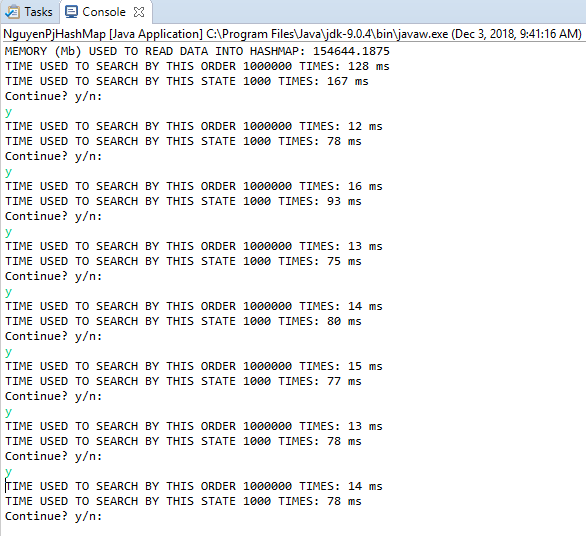 Tasks Console
NguyenPjHashMap [Java Application] C:\Program Files\Java\jdk-9.0.4\bin\javaw.exe (Dec 3, 2018, 9:41:16 AM)
MEMORY (Mb) USED TO READ DATA INTO HASHMAP: 154644.1875
TIME USED TO SEARCH BY THIS ORDER 1000000 TIMES: 128 ms
TIME USED TO SEARCH BY THIS STATE 1000 TIMES: 167 ms
Continue? y/n:
y
TIME USED TO SEARCH BY THIS ORDER 1000000 TIMES: 12 ms
TIME USED TO SEARCH BY THIS STATE 1000 TIMES: 78 ms
Continue? y/n:
y
TIME USED TO SEARCH BY THIS ORDER 1000000 TIMES: 16 ms
TIME USED TO SEARCH BY THIS STATE 1000 TIMES: 93 ms
Continue? y/n:
y
TIME USED TO SEARCH BY THIS ORDER 1000000 TIMES: 13 ms
TIME USED TO SEARCH BY THIS STATE 1000 TIMES: 75 ms
Continue? y/n:
y
TIME USED TO SEARCH BY THIS ORDER 1000000 TIMES: 14 ms
TIME USED TO SEARCH BY THIS STATE 1000 TIMES: 80 ms
Continue? y/n:
y
TIME USED TO SEARCH BY THIS ORDER 1000000 TIMES: 15 ms
TIME USED TO SEARCH BY THIS STATE 1000 TIMES: 77 ms
Continue? y/n:
y
TIME USED TO SEARCH BY THIS ORDER 1000000 TIMES: 13 ms
TIME USED TO SEARCH BY THIS STATE 1000 TIMES: 78 ms
Continue? y/n:
y
TIME USED TO SEARCH BY THIS ORDER 1000000 TIMES: 14 ms
TIME USED TO SEARCH BY THIS STATE 1000 TIMES: 78 ms
Continue? y/n: